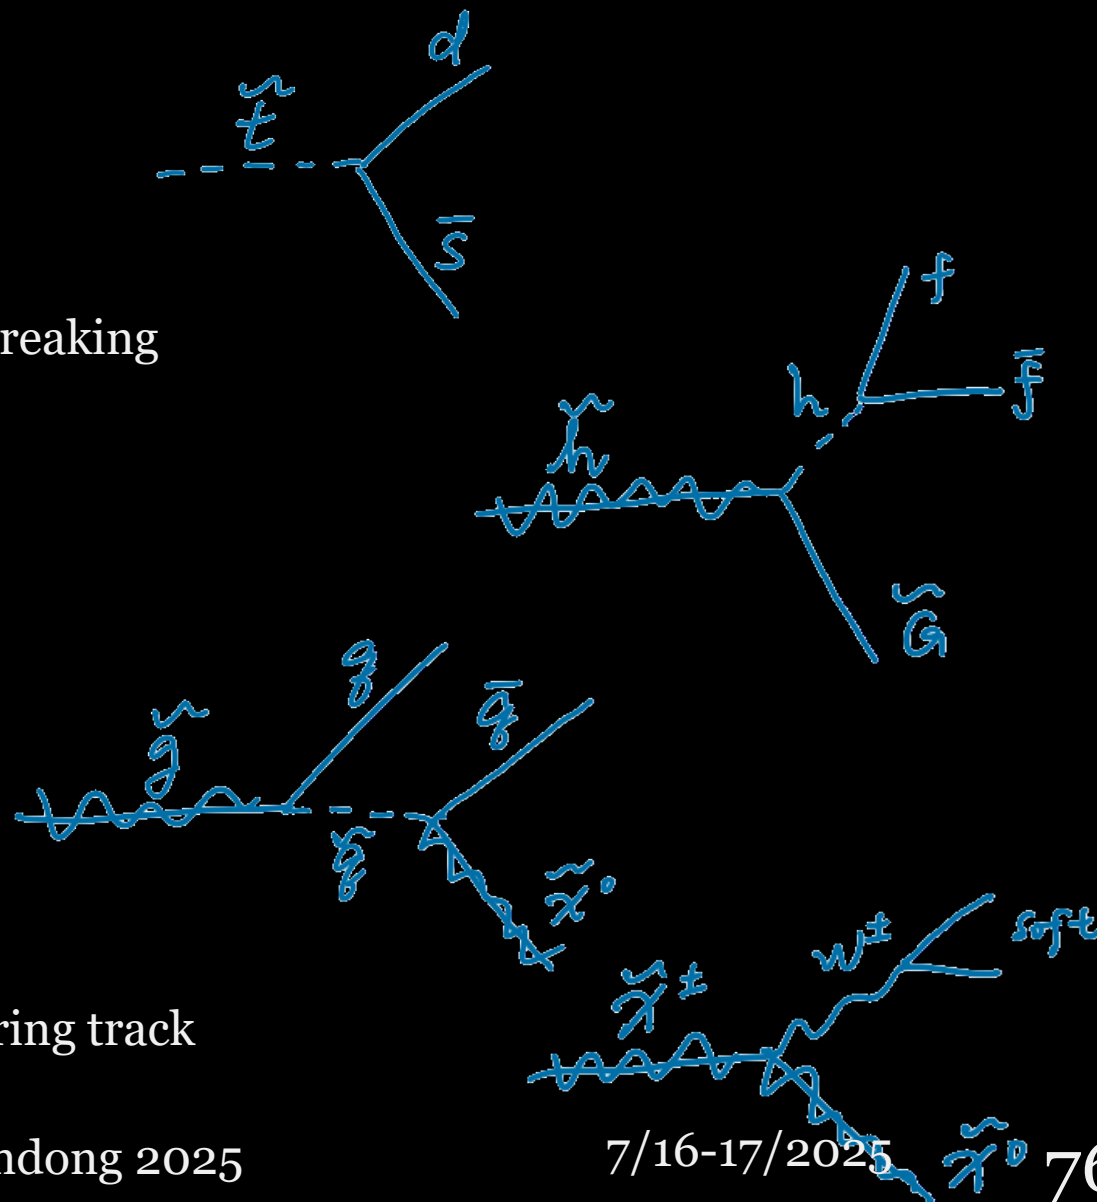 t̃
d
s̄
reaking
h̃
h
f
f̄
G̃
g̃
q
q̄
q̃
χ̃⁰
χ̃±
W±
soft
ring track
χ̃⁰
ndong 2025
7/16-17/2025
76